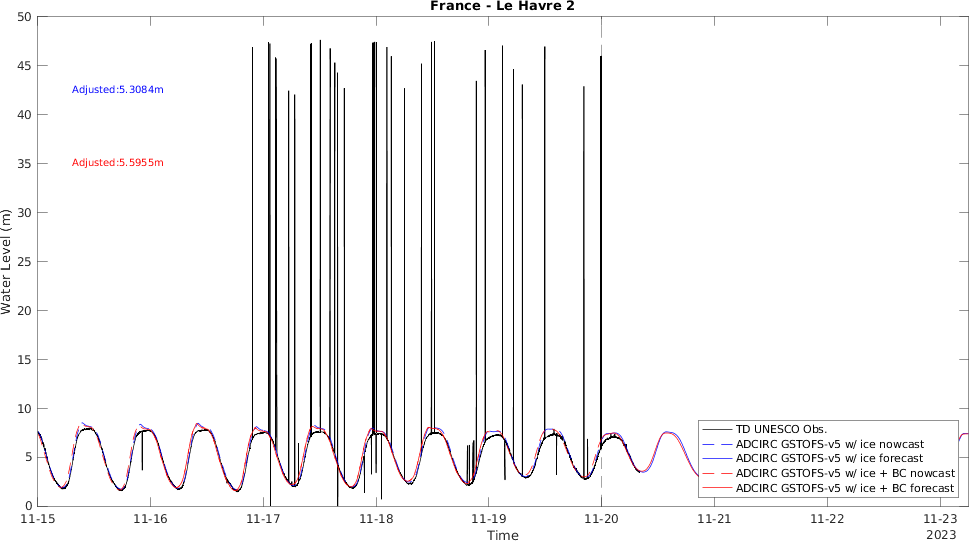 France - Le Havre 2
50
45
40
35
30
25
20
15
10
5
0
Water Level (m)
Adjusted:5.3084m
Adjusted:5.5955m
TD UNESCO Obs.
ADCIRC GSTOFS-v5 w/ ice nowcast
ADCIRC GSTOFS-v5 w/ ice forecast
ADCIRC GSTOFS-v5 w/ ice + BC nowcast
ADCIRC GSTOFS-v5 w/ ice + BC forecast
11-15 11-16 11-17 11-18 11-19 11-20 11-21 11-22 11-23
Time
2023